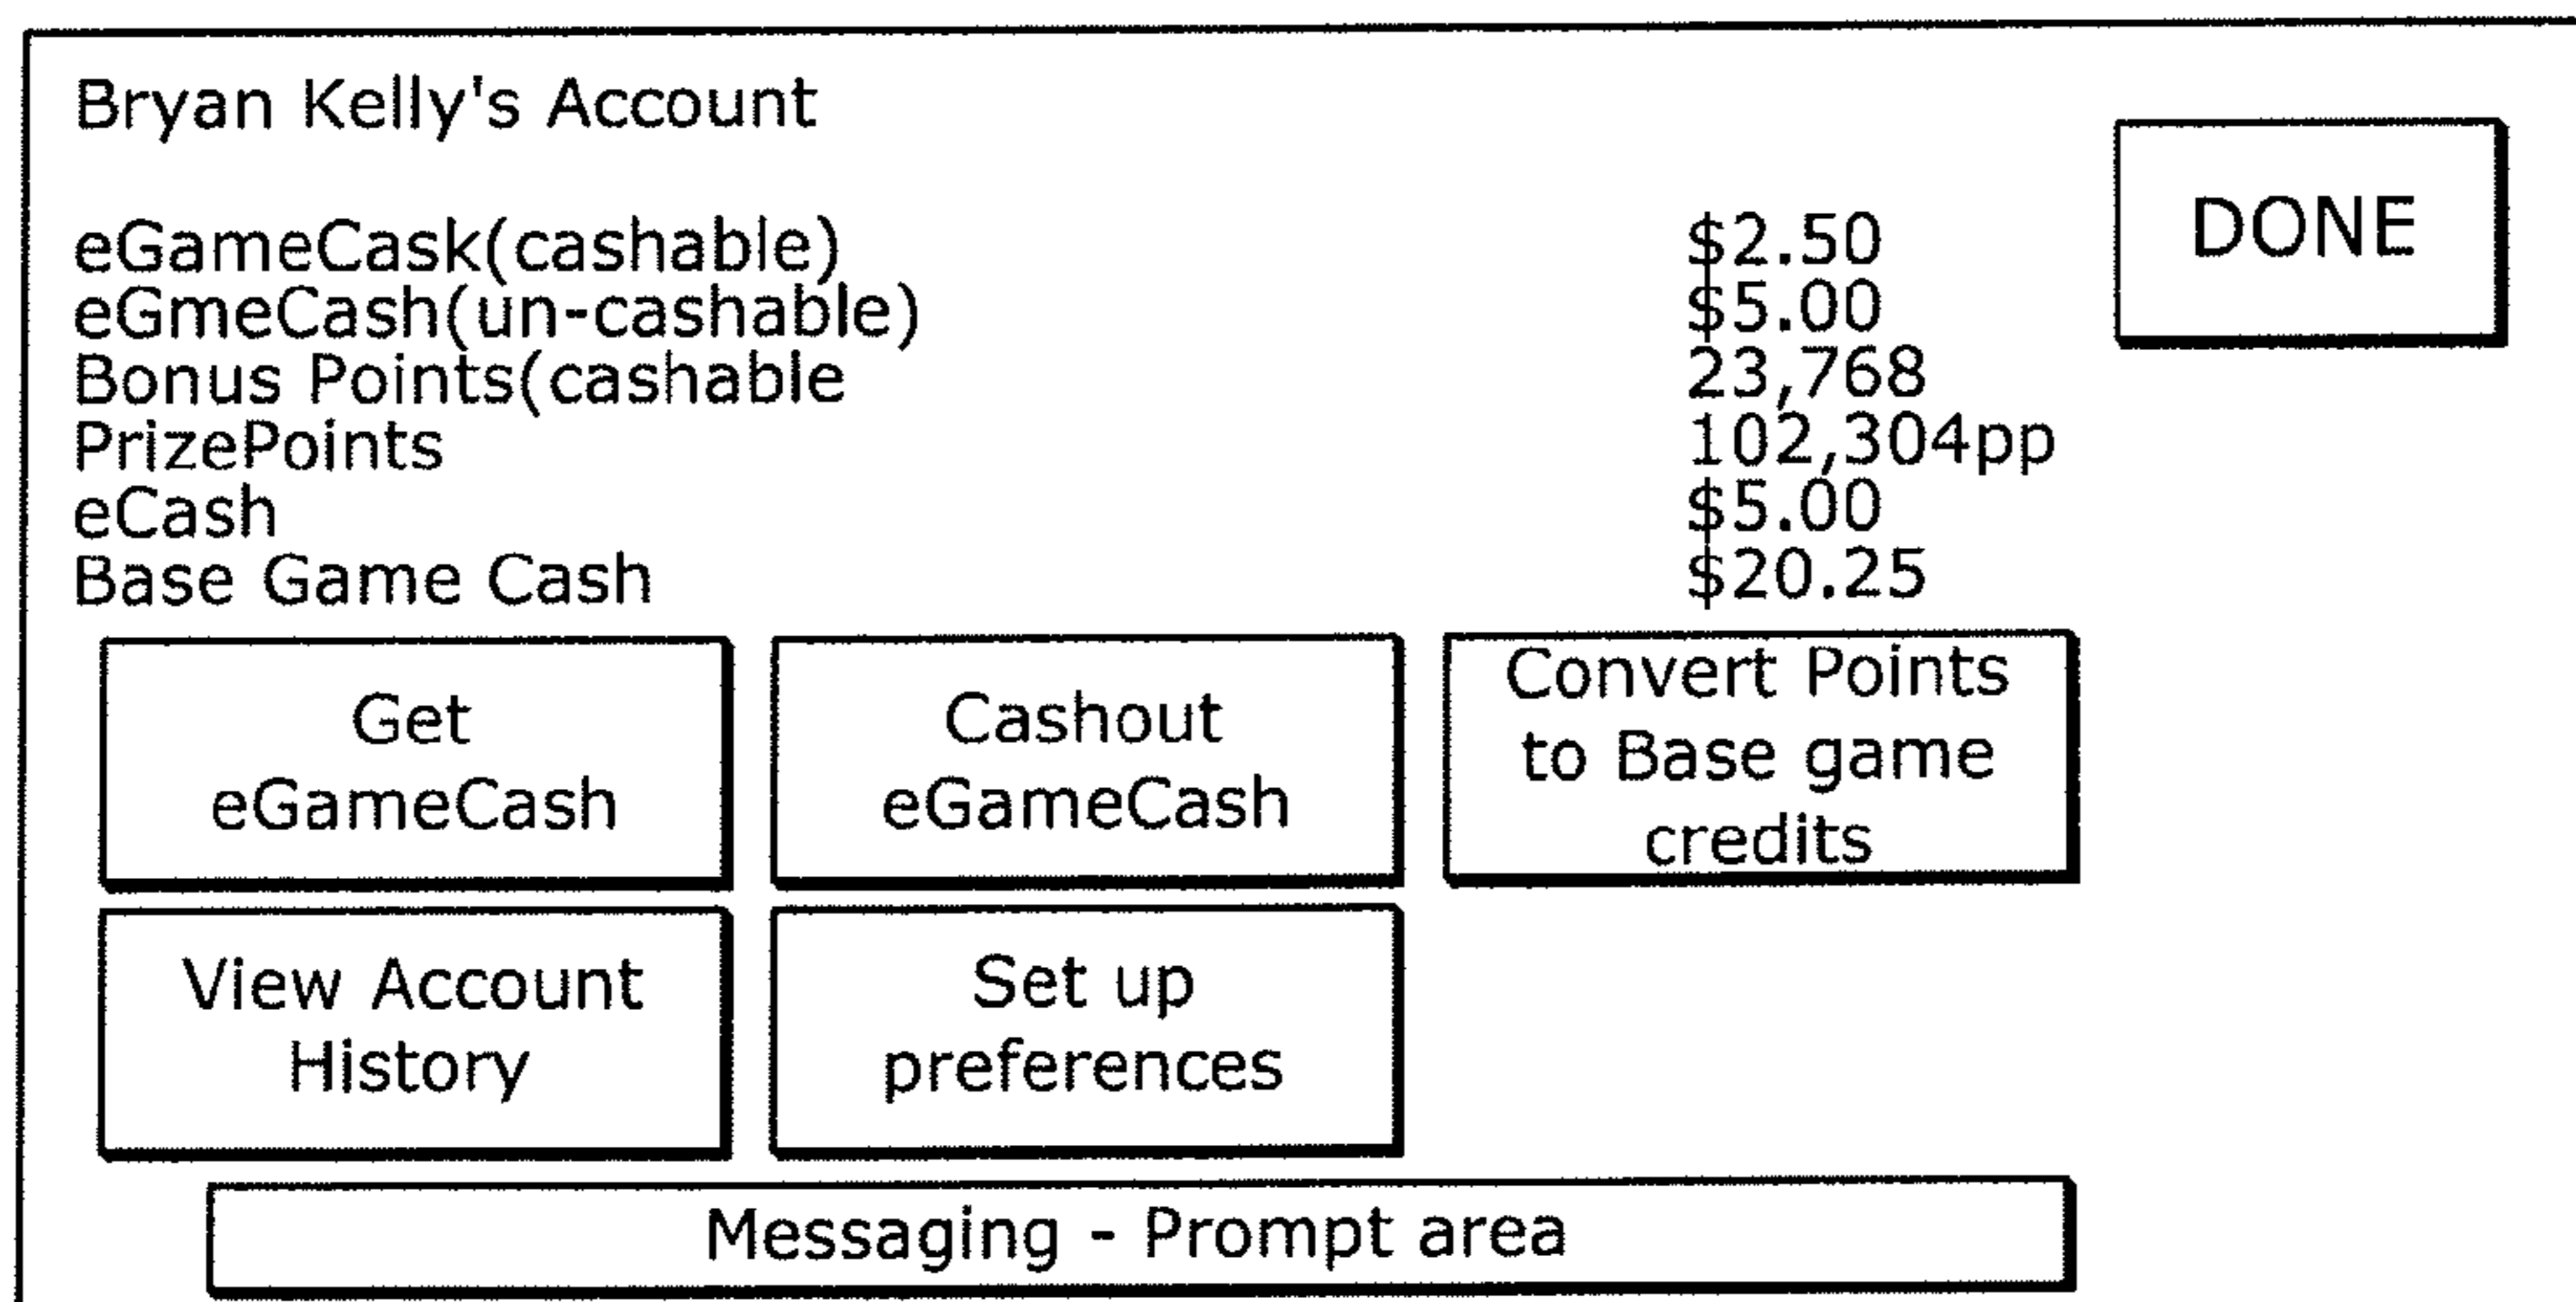 Bryan Kelly's Account
DONE
eGameCask(cashable) $2.50
eGmeCash(un-cashable) $5.00
Bonus Points(cashable 23,768
PrizePoints 102,304pp
eCash $5.00
Base Game Cash $20.25
Get
eGameCash
Cashout
eGameCash
Convert Points
to Base game
credits
View Account
History
Set up
preferences
Messaging - Prompt area